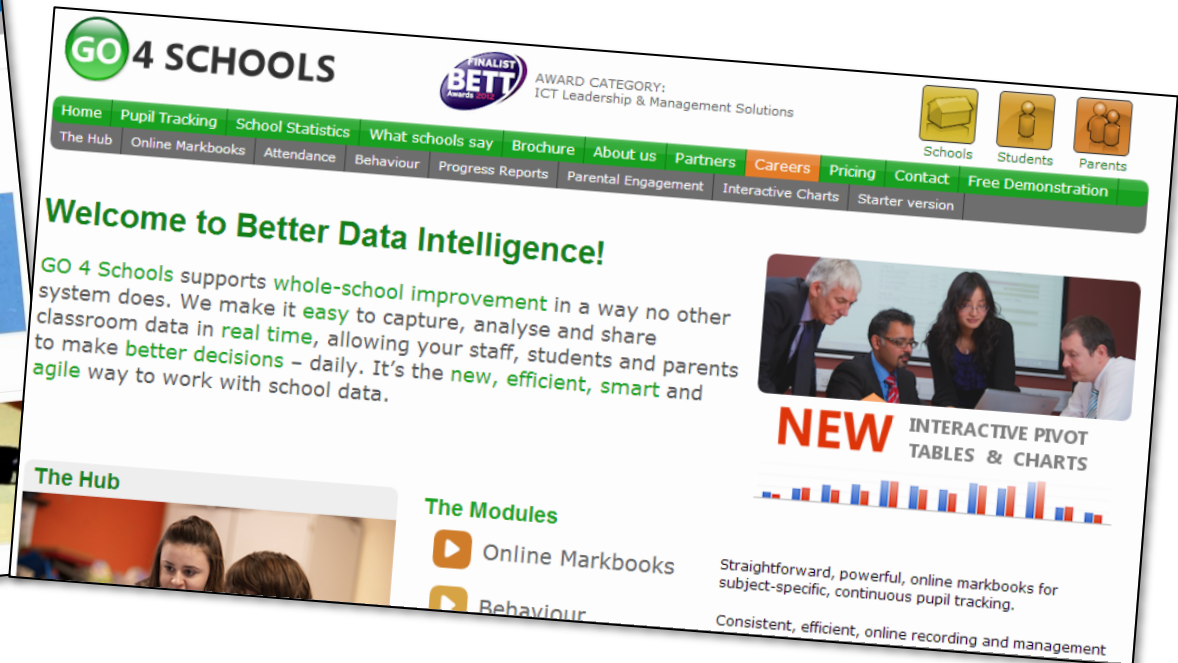 GO 4 SCHOOLS
FINALIST
BETT
Awards 2012
AWARD CATEGORY:
ICT Leadership & Management Solutions
Schools
Students
Parents
Home
Pupil Tracking
School Statistics
What schools say
Brochure
About us
Partners
Careers
Pricing
Contact
Free Demonstration
The Hub
Online Markbooks
Attendance
Behaviour
Progress Reports
Parental Engagement
Interactive Charts
Starter version
Welcome to Better Data Intelligence!
GO 4 Schools supports whole-school improvement in a way no other
system does. We make it easy to capture, analyse and share
classroom data in real time, allowing your staff, students and parents
to make better decisions – daily. It's the new, efficient, smart and
agile way to work with school data.
NEW
INTERACTIVE PIVOT
TABLES & CHARTS
The Hub
The Modules
Online Markbooks
Behaviour
Straightforward, powerful, online markbooks for
subject-specific, continuous pupil tracking.
Consistent, efficient, online recording and management